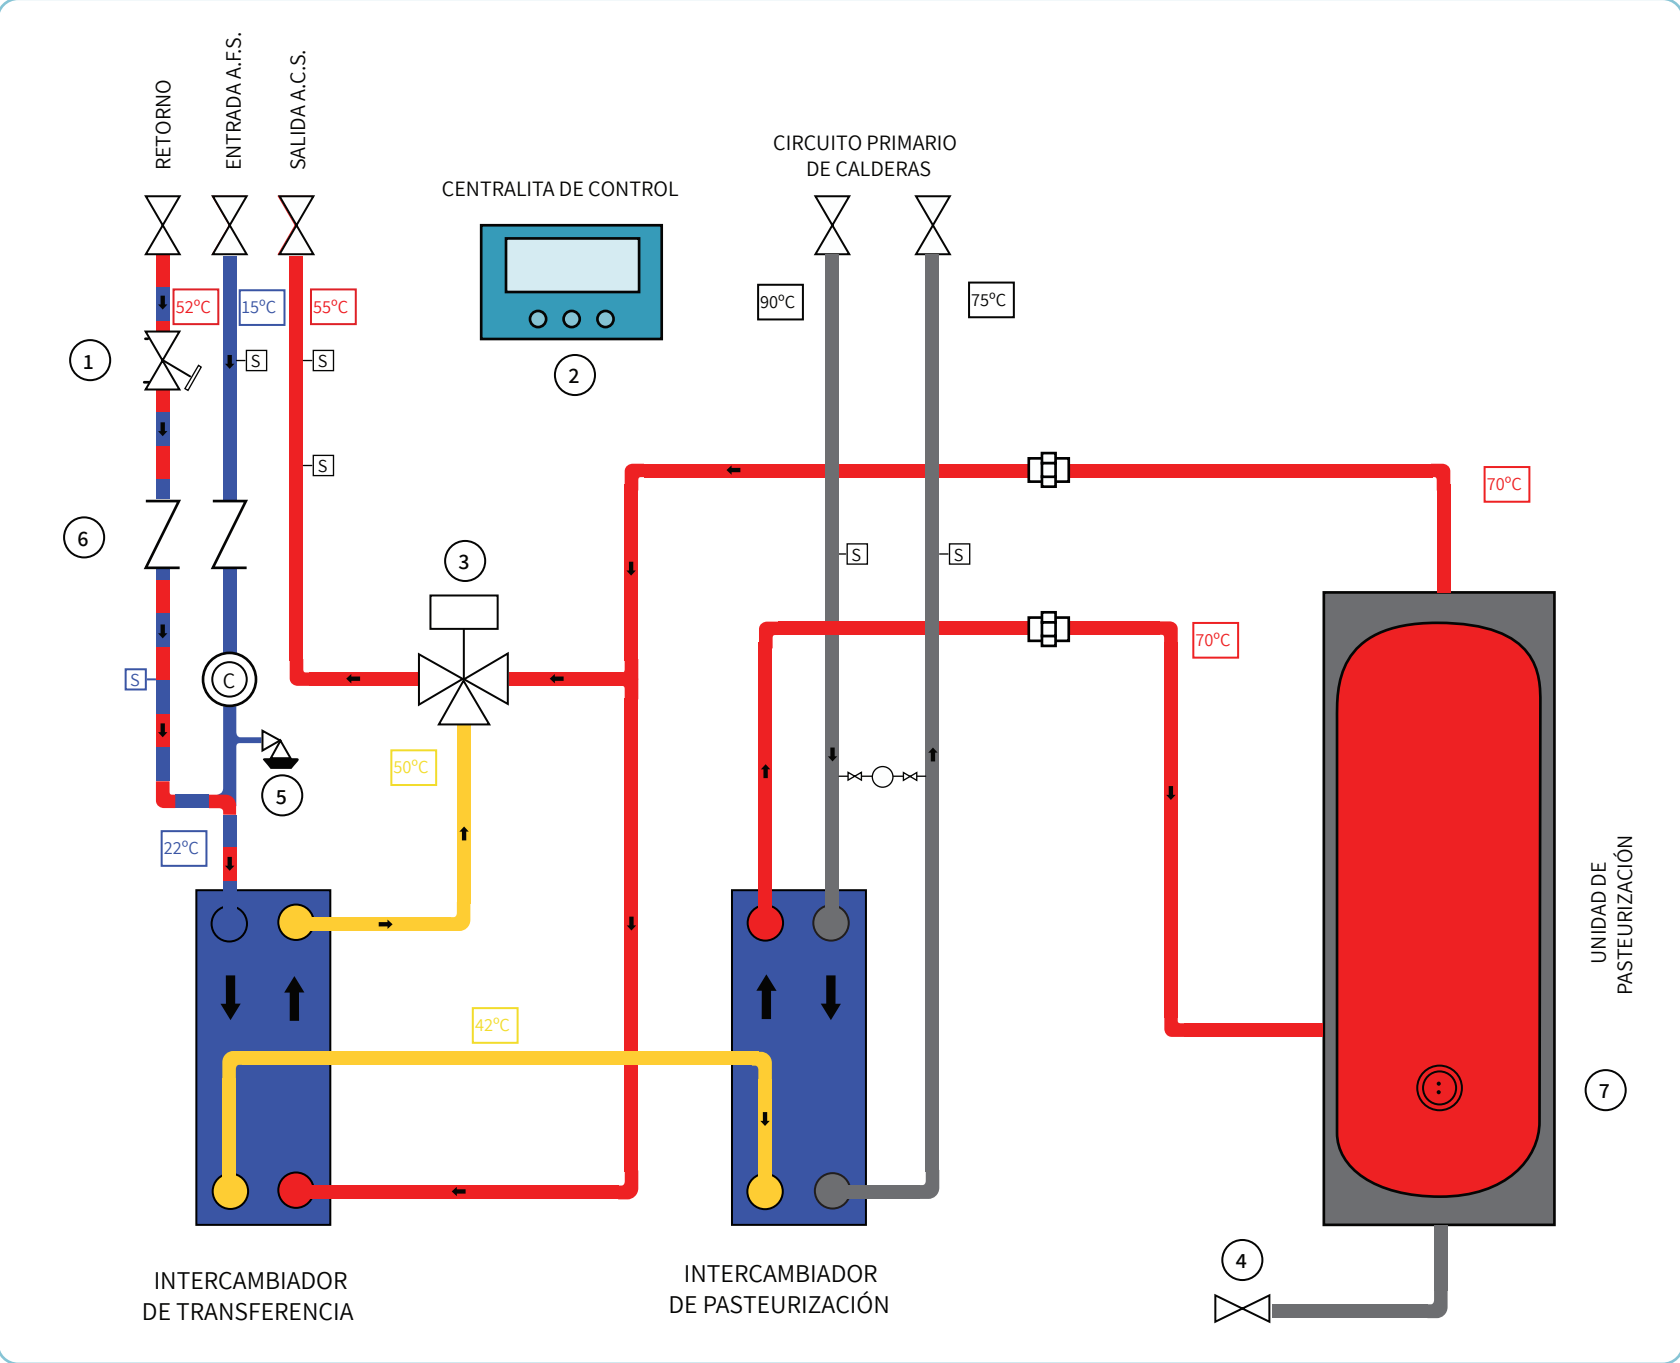 RETORNO
ENTRADA A.F.S.
SALIDA A.C.S.
CENTRALITA DE CONTROL
CIRCUITO PRIMARIO
DE CALDERAS
52ºC
15ºC
55ºC
90ºC
75ºC
1
S
S
2
S
70ºC
6
3
S
S
70ºC
S
C
50ºC
5
22ºC
42ºC
UNIDAD DE
PASTEURIZACIÓN
7
INTERCAMBIADOR
DE TRANSFERENCIA
INTERCAMBIADOR
DE PASTEURIZACIÓN
4